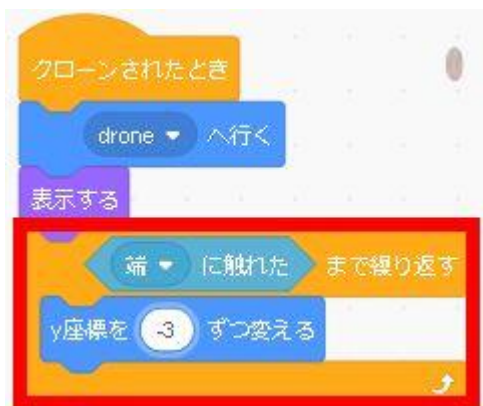 クローンされたとき
drone へ行く
表示する
端 に触れた まで繰り返す
y座標を -3 ずつ変える